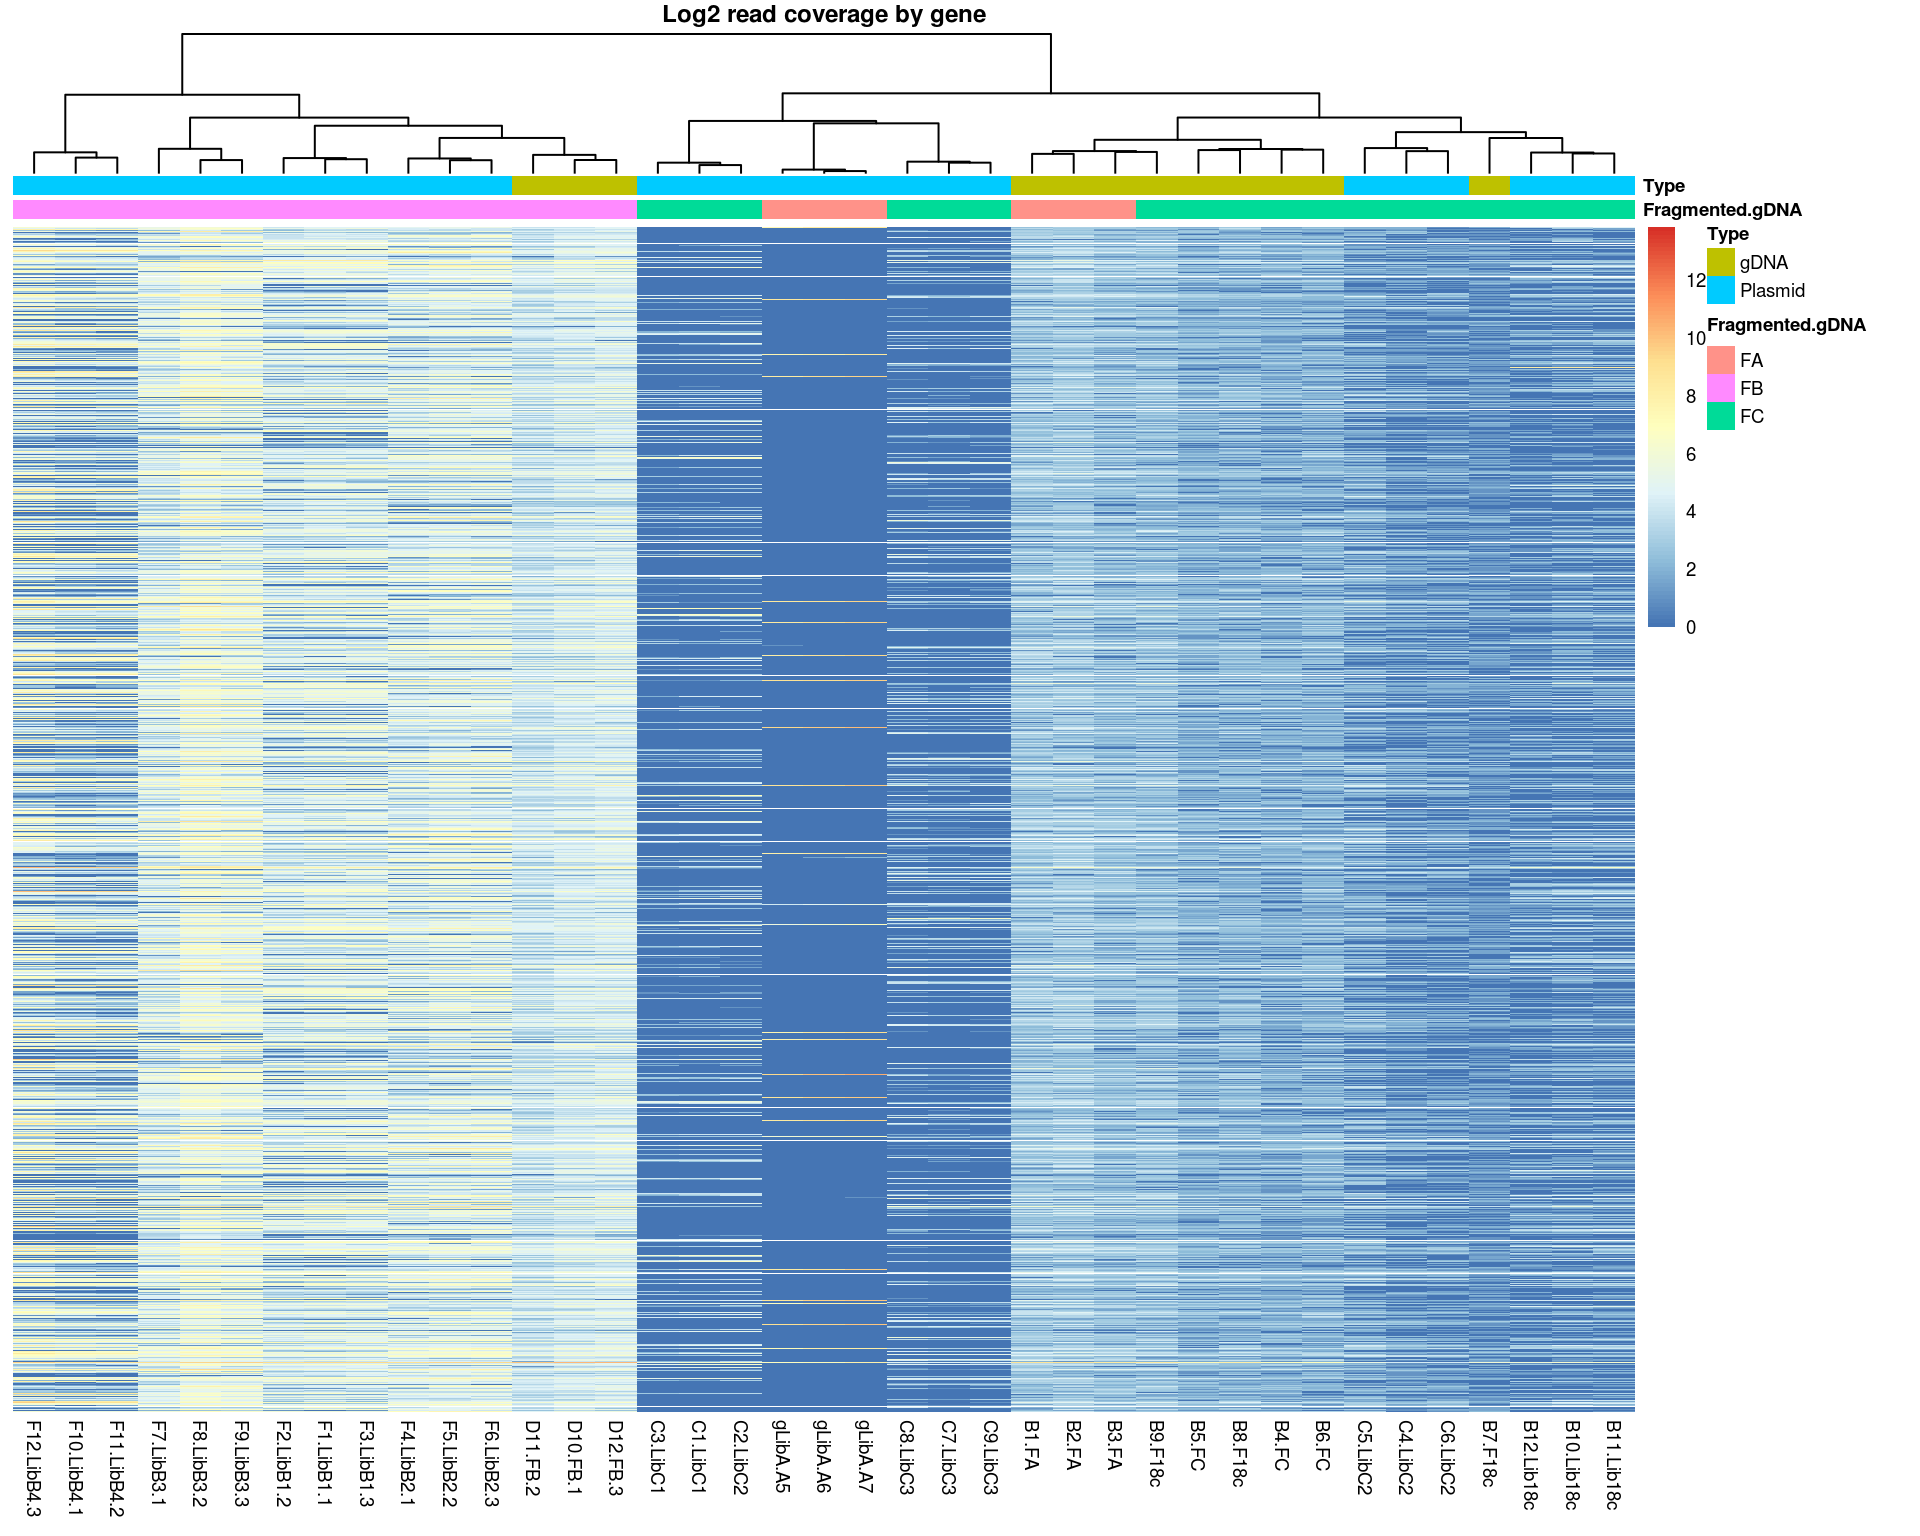 Log2 read coverage by gene
Type
Fragmented.gDNA
Type
gDNA
Plasmid
Fragmented.gDNA
FA
FB
FC
12
10
8
6
4
2
0
F12.LibB4.3
F10.LibB4.1
F11.LibB4.2
F7.LibB3.1
F8.LibB3.2
F9.LibB3.3
F2.LibB1.2
F1.LibB1.1
F3.LibB1.3
F4.LibB2.1
F5.LibB2.2
F6.LibB2.3
D11.FB.2
D10.FB.1
D12.FB.3
C3.LibC1
C1.LibC1
C2.LibC2
gLibA.A5
gLibA.A6
gLibA.A7
C8.LibC3
C7.LibC3
C9.LibC3
B1.FA
B2.FA
B3.FA
B9.F18c
B5.FC
B8.F18c
B4.FC
B6.FC
C5.LibC2
C4.LibC2
C6.LibC2
B7.F18c
B12.Lib18c
B10.Lib18c
B11.Lib18c